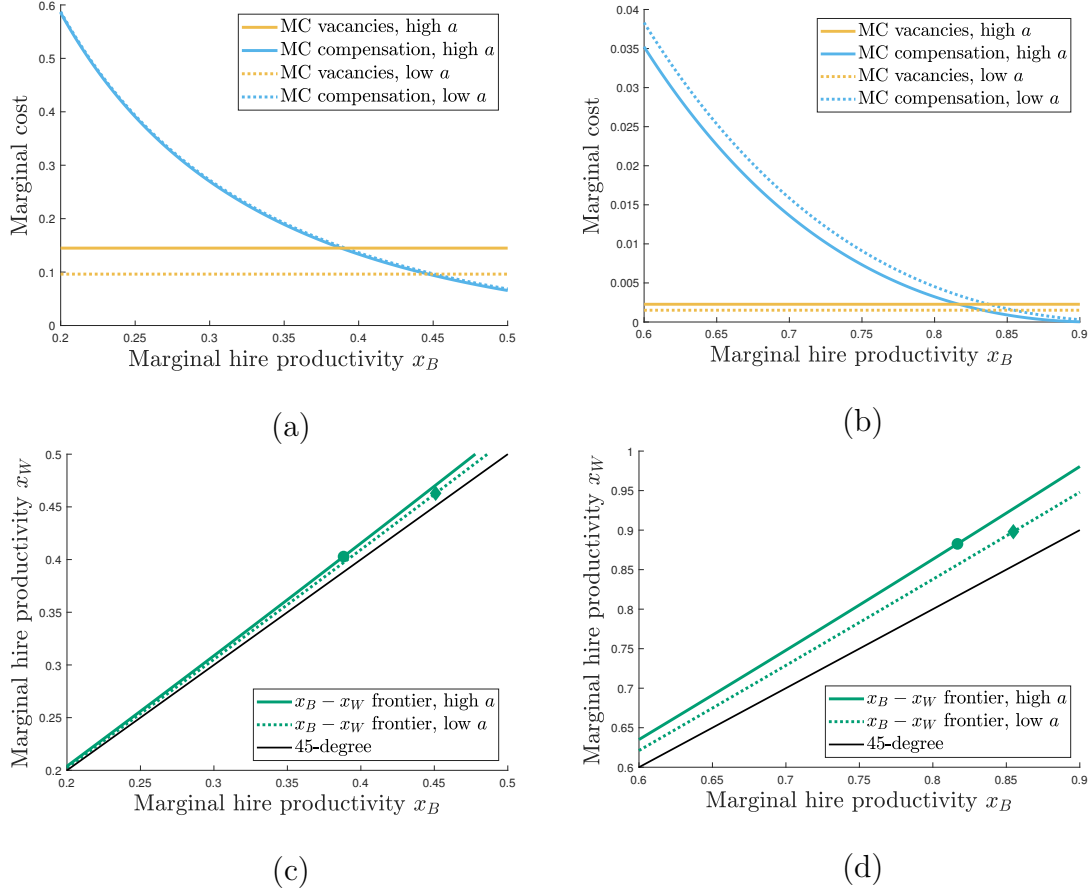 0.6
0.5
0.4
0.3
0.2
0.1
0
Marginal cost
MC vacancies, high a
MC compensation, high a
MC vacancies, low a
MC compensation, low a
0.2 0.25 0.3 0.35 0.4 0.45 0.5
Marginal hire productivity x_B
(a)
0.04
0.035
0.03
0.025
0.02
0.015
0.01
0.005
0
Marginal cost
MC vacancies, high a
MC compensation, high a
MC vacancies, low a
MC compensation, low a
0.6 0.65 0.7 0.75 0.8 0.85 0.9
Marginal hire productivity x_B
(b)
0.5
0.45
0.4
0.35
0.3
0.25
0.2
Marginal hire productivity x_W
x_B − x_W frontier, high a
x_B − x_W frontier, low a
45-degree
0.2 0.25 0.3 0.35 0.4 0.45 0.5
Marginal hire productivity x_B
(c)
1
0.95
0.9
0.85
0.8
0.75
0.7
0.65
0.6
Marginal hire productivity x_W
x_B − x_W frontier, high a
x_B − x_W frontier, low a
45-degree
0.6 0.65 0.7 0.75 0.8 0.85 0.9
Marginal hire productivity x_B
(d)